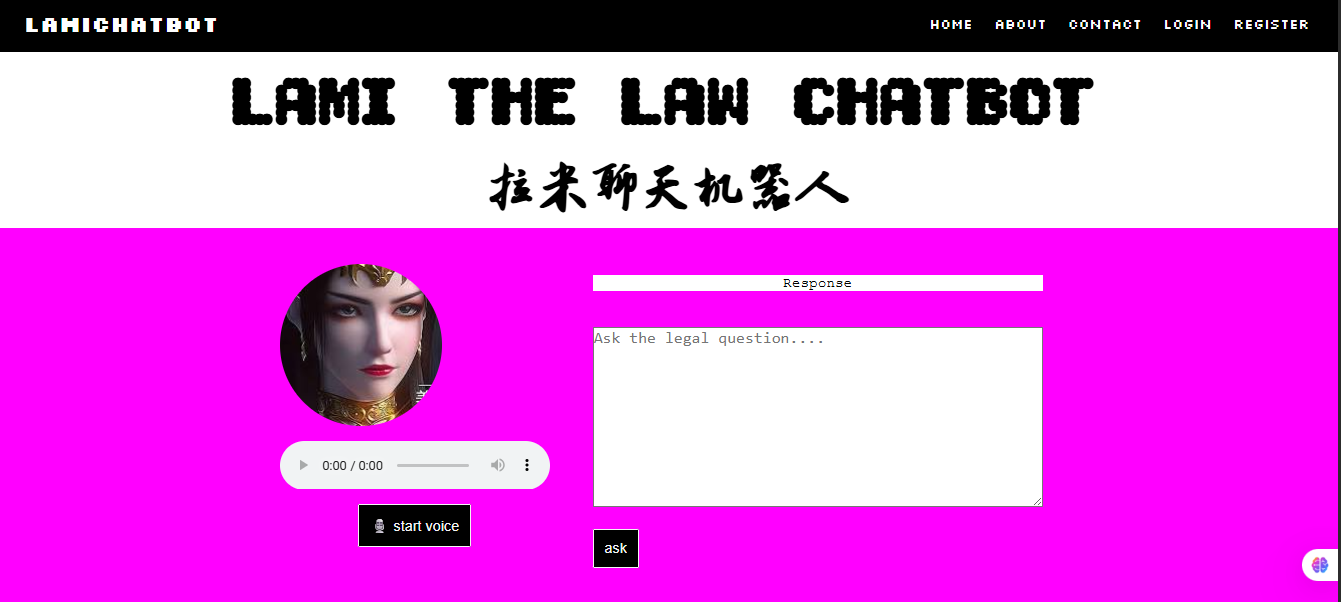 LAMICHATBOT
HOME ABOUT CONTACT LOGIN REGISTER
LAMI THE LAW CHATBOT
拉米聊天机器人
Response
Ask the legal question....
0:00 / 0:00
start voice
ask